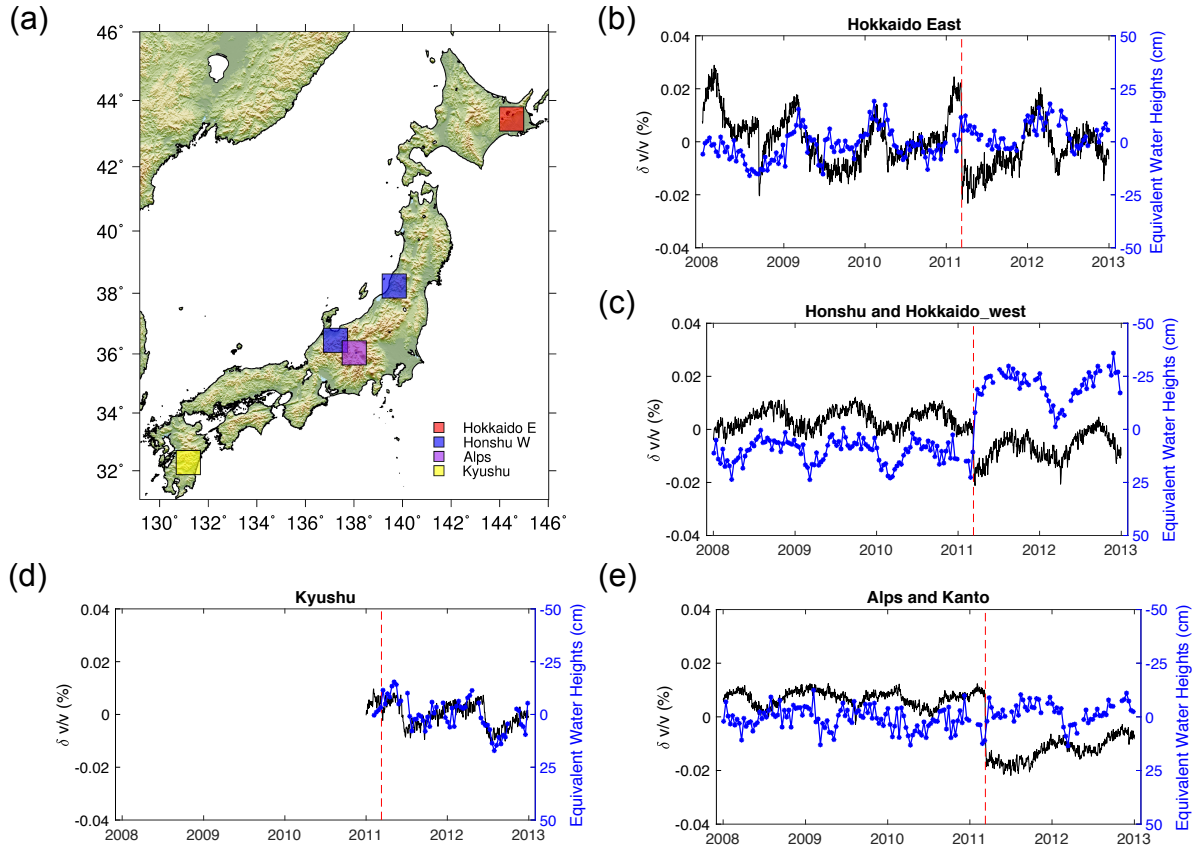 (a)
46˚
44˚
42˚
40˚
38˚
36˚
34˚
32˚
130˚ 132˚ 134˚ 136˚ 138˚ 140˚ 142˚ 144˚ 146˚
Hokkaido E
Honshu W
Alps
Kyushu
(b)
Hokkaido East
0.04
0.02
0
-0.02
-0.04
δ v/v (%)
50
25
0
-25
-50
Equivalent Water Heights (cm)
2008 2009 2010 2011 2012 2013
(c)
Honshu and Hokkaido_west
0.04
0.02
0
-0.02
-0.04
δ v/v (%)
-50
-25
0
25
50
Equivalent Water Heights (cm)
2008 2009 2010 2011 2012 2013
(d)
Kyushu
0.04
0.02
0
-0.02
-0.04
δ v/v (%)
-50
-25
0
25
50
Equivalent Water Heights (cm)
2008 2009 2010 2011 2012 2013
(e)
Alps and Kanto
0.04
0.02
0
-0.02
-0.04
δ v/v (%)
-50
-25
0
25
50
Equivalent Water Heights (cm)
2008 2009 2010 2011 2012 2013